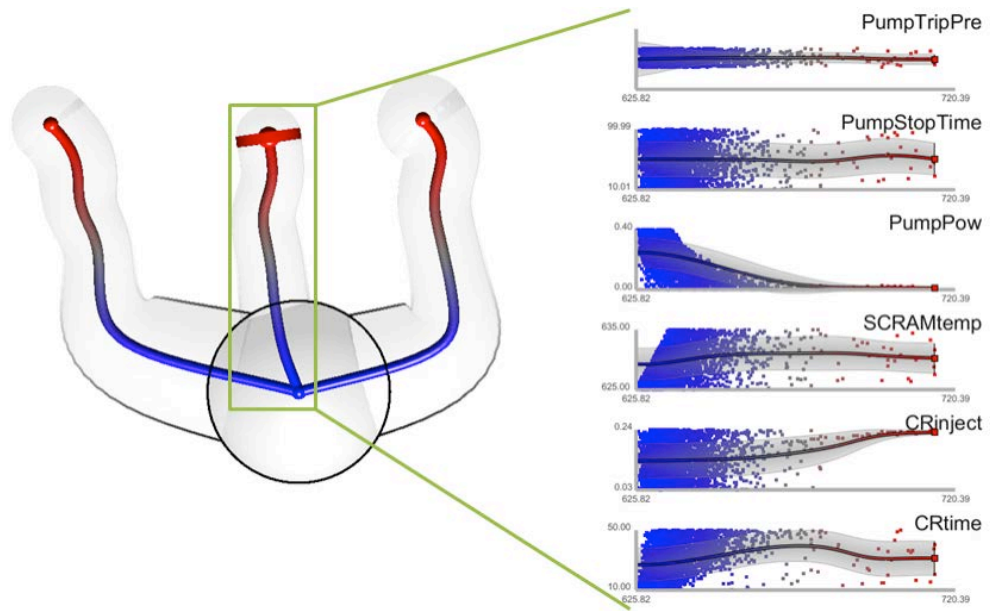 PumpTripPre
625.82 720.39
PumpStopTime
99.99
10.01
625.82 720.39
PumpPow
0.40
0.00
625.82 720.39
SCRAMtemp
635.00
625.00
625.82 720.39
CRinject
0.24
0.03
625.82 720.39
CRtime
50.00
10.00
625.82 720.39